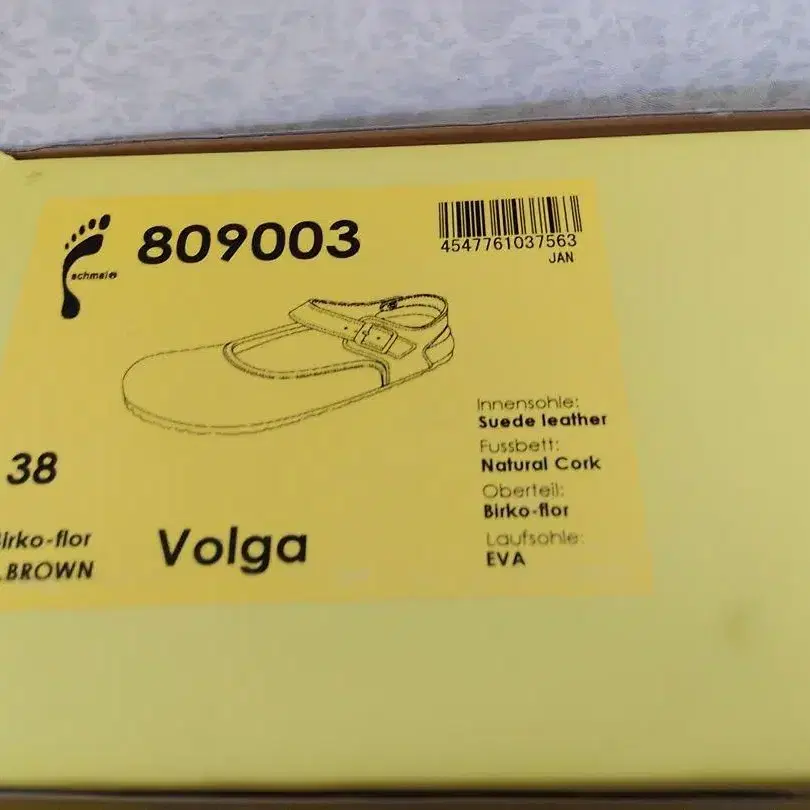 schmal
809003
4547761037563
JAN
Innensohle:
Suede leather
Fussbett:
Natural Cork
Oberteil:
Birko-flor
Laufsohle:
EVA
38
Birko-flor
.BROWN
Volga